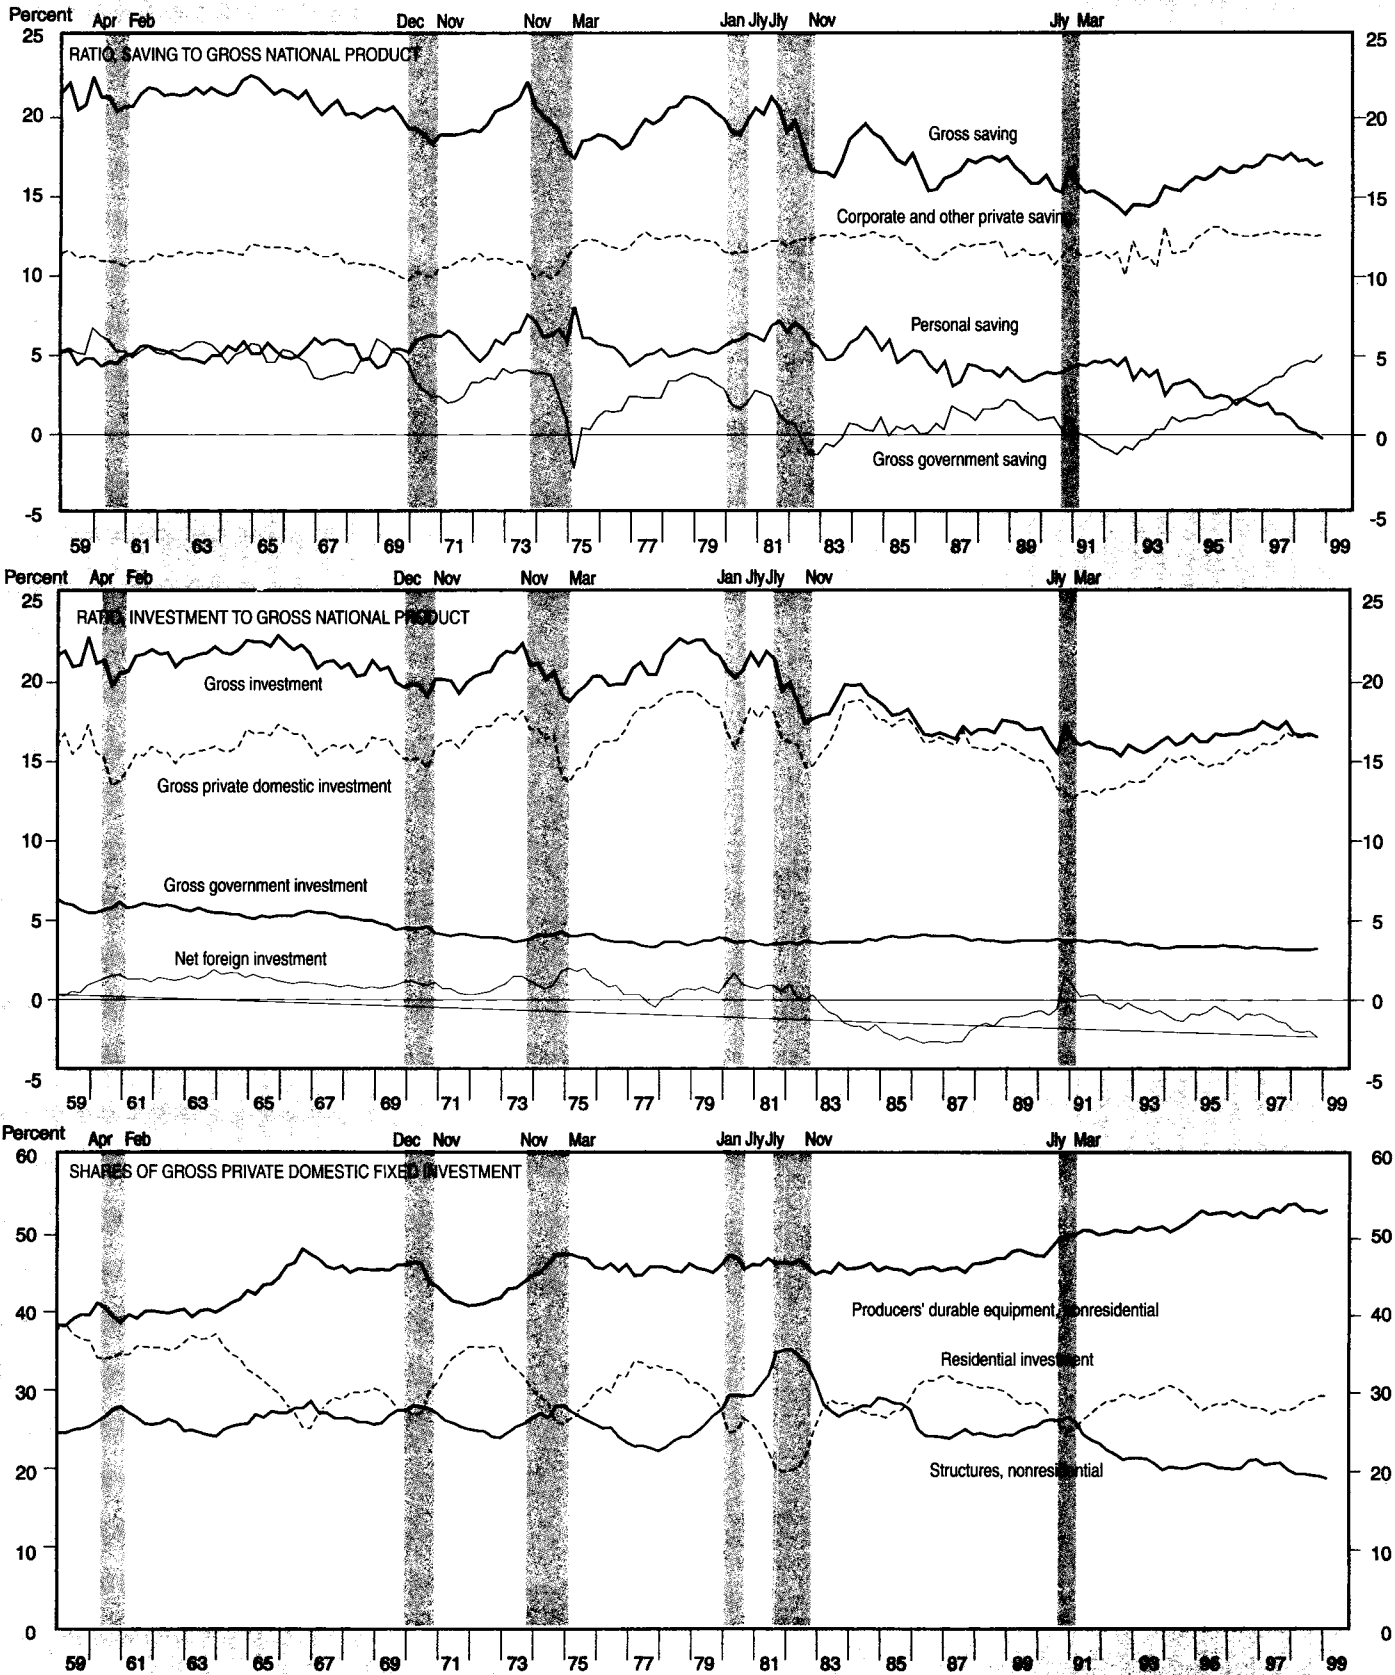 Percent Apr Feb Dec Nov Nov Mar Jan Jly Jly Nov Jly Mar
25 25
RATIO, SAVING TO GROSS NATIONAL PRODUCT
20 20
Gross saving
15 15
Corporate and other private saving
10 10
Personal saving
5 5
0 0
Gross government saving
-5 -5
59 61 63 65 67 69 71 73 75 77 79 81 83 85 87 89 91 93 95 97 99
Percent Apr Feb Dec Nov Nov Mar Jan Jly Jly Nov Jly Mar
25 25
RATIO, INVESTMENT TO GROSS NATIONAL PRODUCT
20 20
Gross investment
15 15
Gross private domestic investment
10 10
Gross government investment
5 5
Net foreign investment
0 0
-5 -5
59 61 63 65 67 69 71 73 75 77 79 81 83 85 87 89 91 93 95 97 99
Percent Apr Feb Dec Nov Nov Mar Jan Jly Jly Nov Jly Mar
60 60
SHARES OF GROSS PRIVATE DOMESTIC FIXED INVESTMENT
50 50
40 Producers' durable equipment, nonresidential 40
Residential investment
30 30
Structures, nonresidential
20 20
10 10
0 0
59 61 63 65 67 69 71 73 75 77 79 81 83 85 87 89 91 93 95 97 99